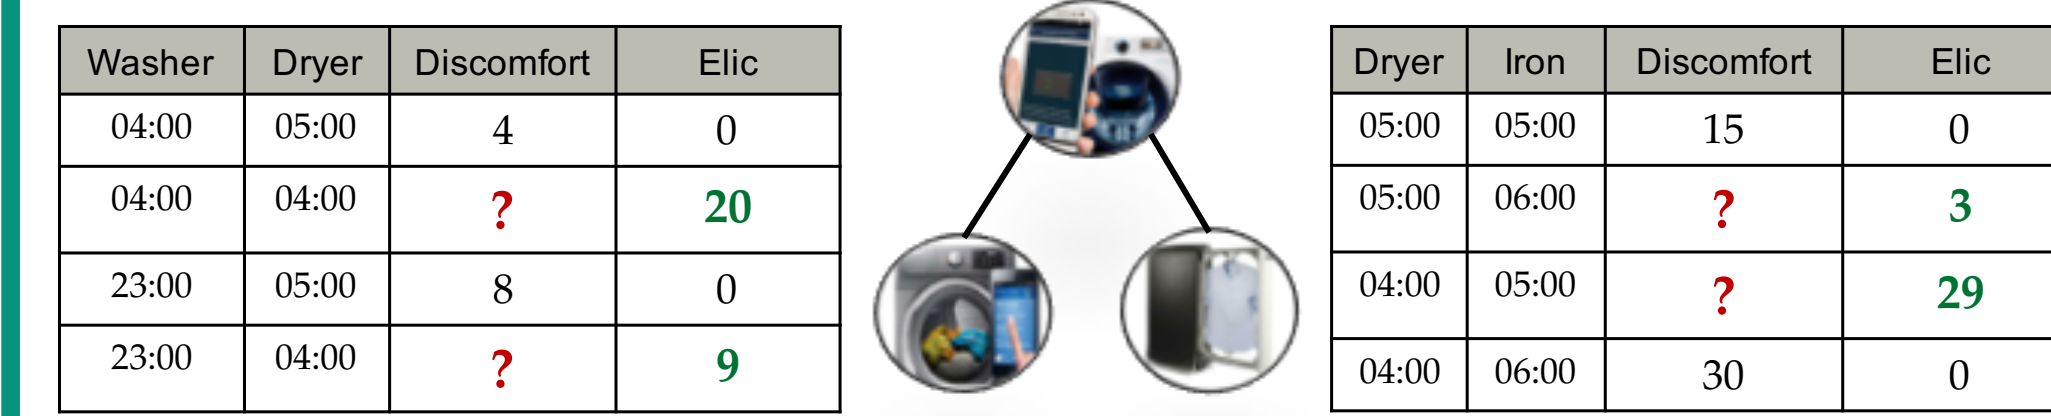 Washer Dryer Discomfort Elic
04:00 05:00 4 0
04:00 04:00 ? 20
23:00 05:00 8 0
23:00 04:00 ? 9
Dryer Iron Discomfort Elic
05:00 05:00 15 0
05:00 06:00 ? 3
04:00 05:00 ? 29
04:00 06:00 30 0